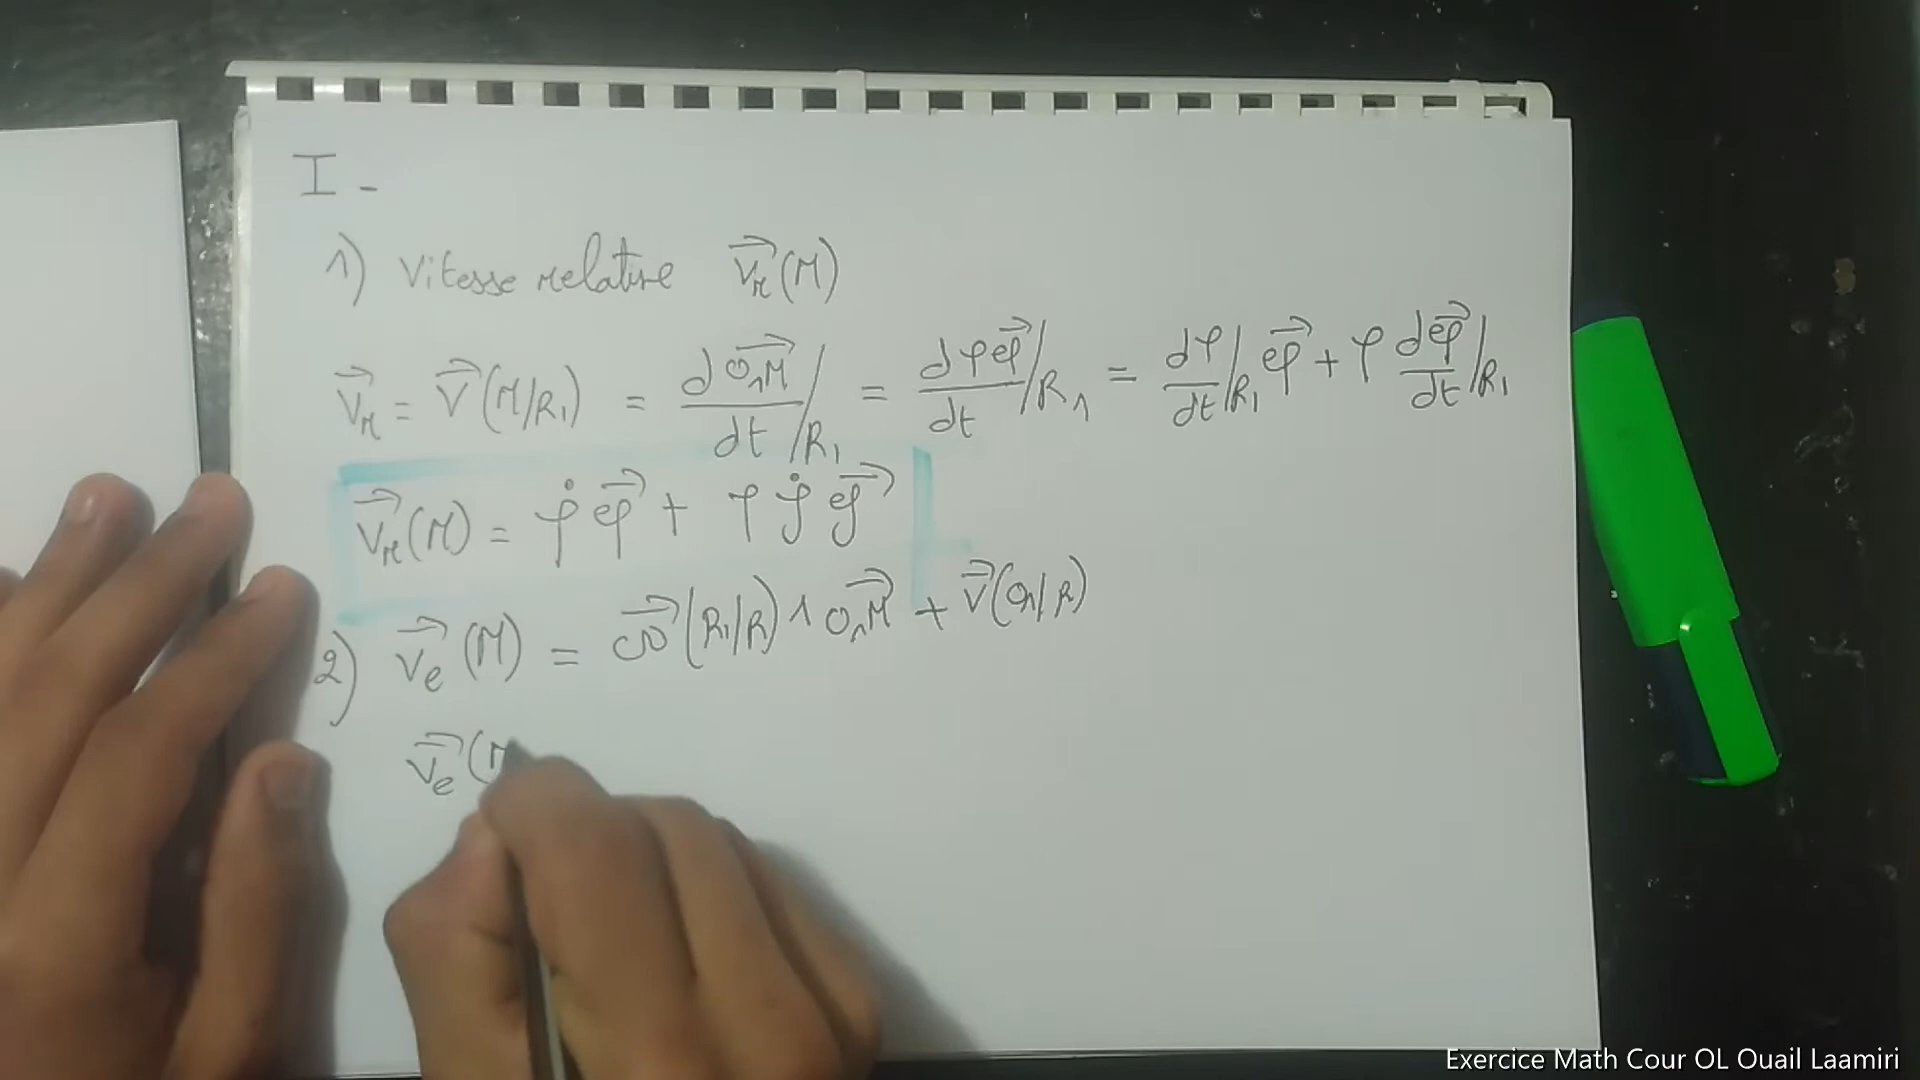 I -
1) Vitesse relative V⃗r(M)
V⃗r = V⃗(M/R₁) = dO₁M⃗/dt /R₁ = dρe⃗ρ/dt /R₁ = dρ/dt /R₁ e⃗ρ + ρ de⃗ρ/dt /R₁
V⃗r(M) = ρ̇ e⃗ρ + ρ φ̇ e⃗φ
2) V⃗e(M) = ω⃗(R₁/R) ∧ O₁M⃗ + V⃗(O₁/R)
V⃗e(M
Exercice Math Cour OL Ouail Laamiri